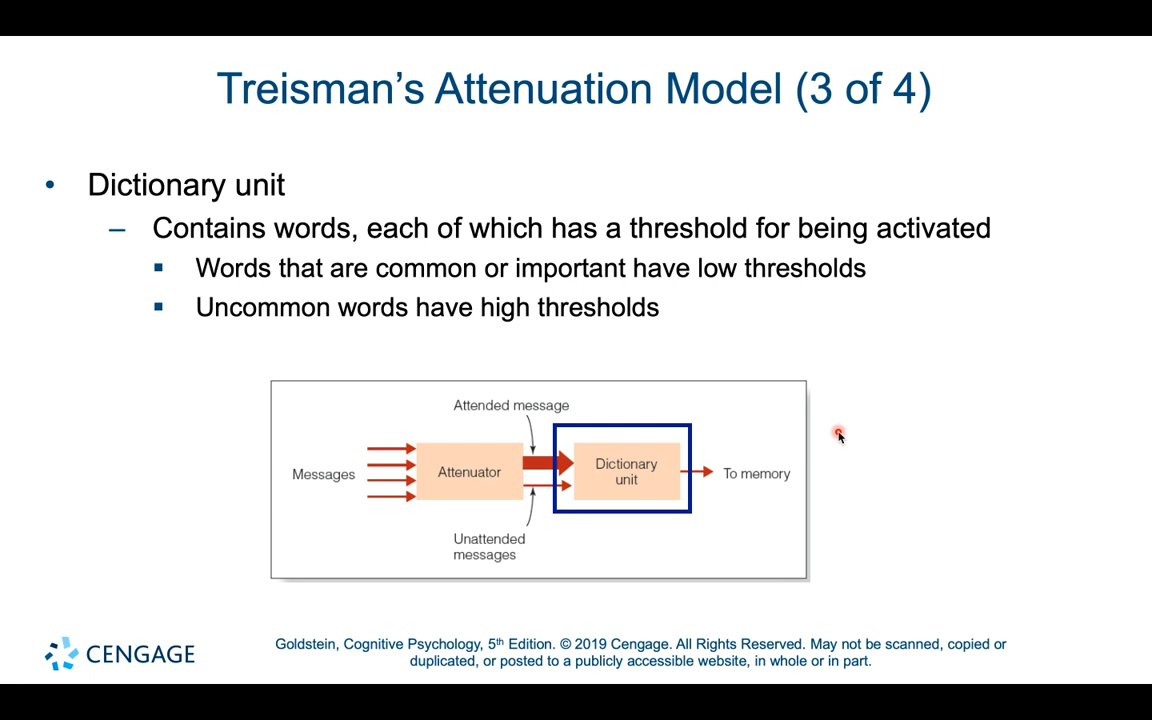 Treisman’s Attenuation Model (3 of 4)
• Dictionary unit
– Contains words, each of which has a threshold for being activated
▪ Words that are common or important have low thresholds
▪ Uncommon words have high thresholds
Attended message
Messages
Attenuator
Dictionary
unit
To memory
Unattended
messages
CENGAGE
Goldstein, Cognitive Psychology, 5th Edition. © 2019 Cengage. All Rights Reserved. May not be scanned, copied or
duplicated, or posted to a publicly accessible website, in whole or in part.